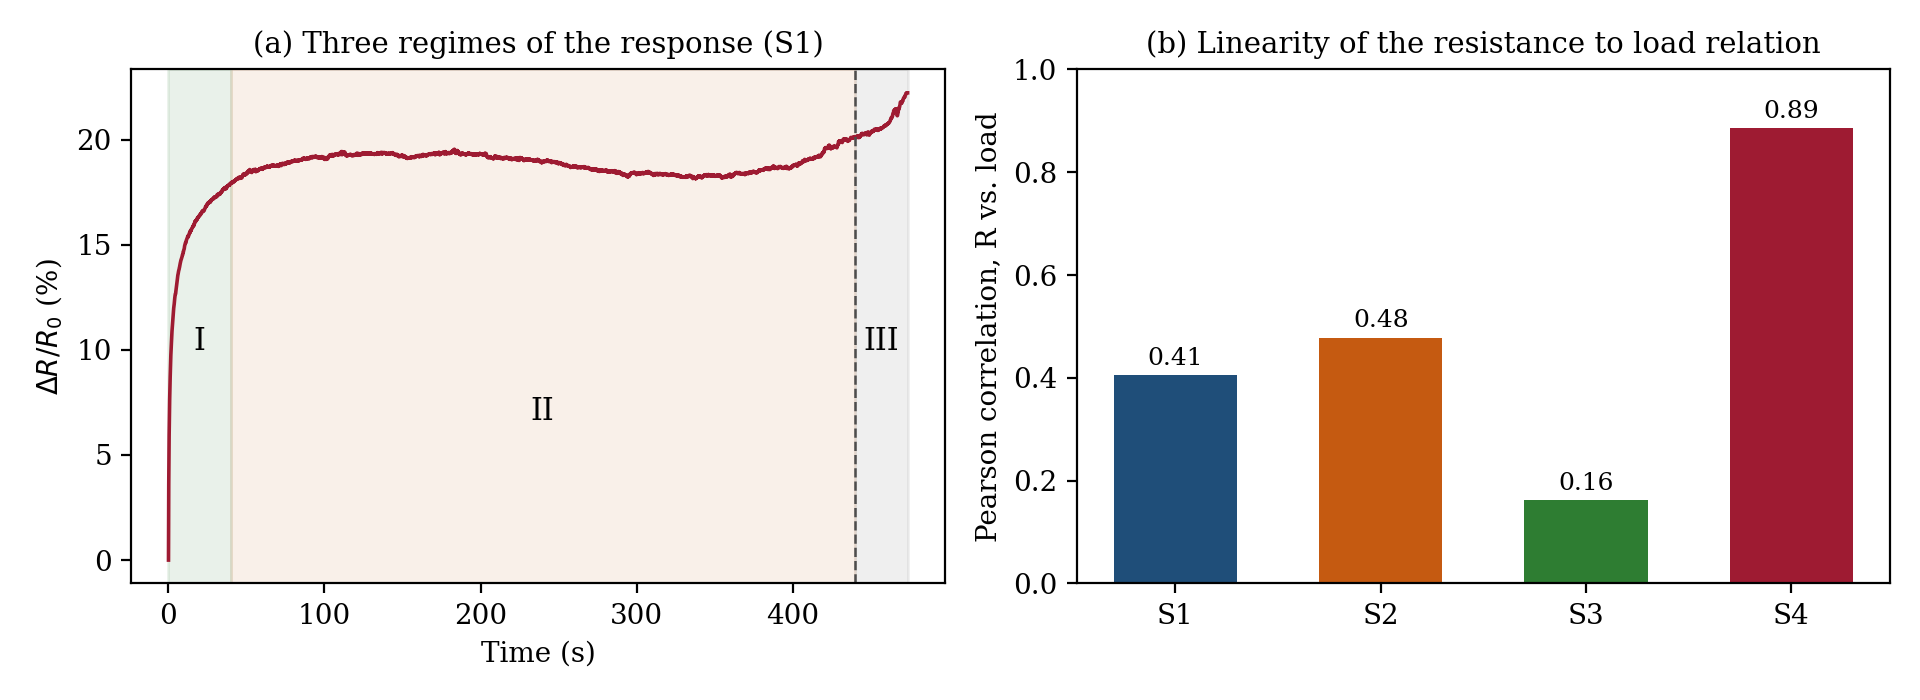 (a) Three regimes of the response (S1)
ΔR/R₀ (%)
20
15
10
5
0
I
II
III
0
100
200
300
400
Time (s)
(b) Linearity of the resistance to load relation
Pearson correlation, R vs. load
1.0
0.8
0.6
0.4
0.2
0.0
0.41
0.48
0.16
0.89
S1
S2
S3
S4